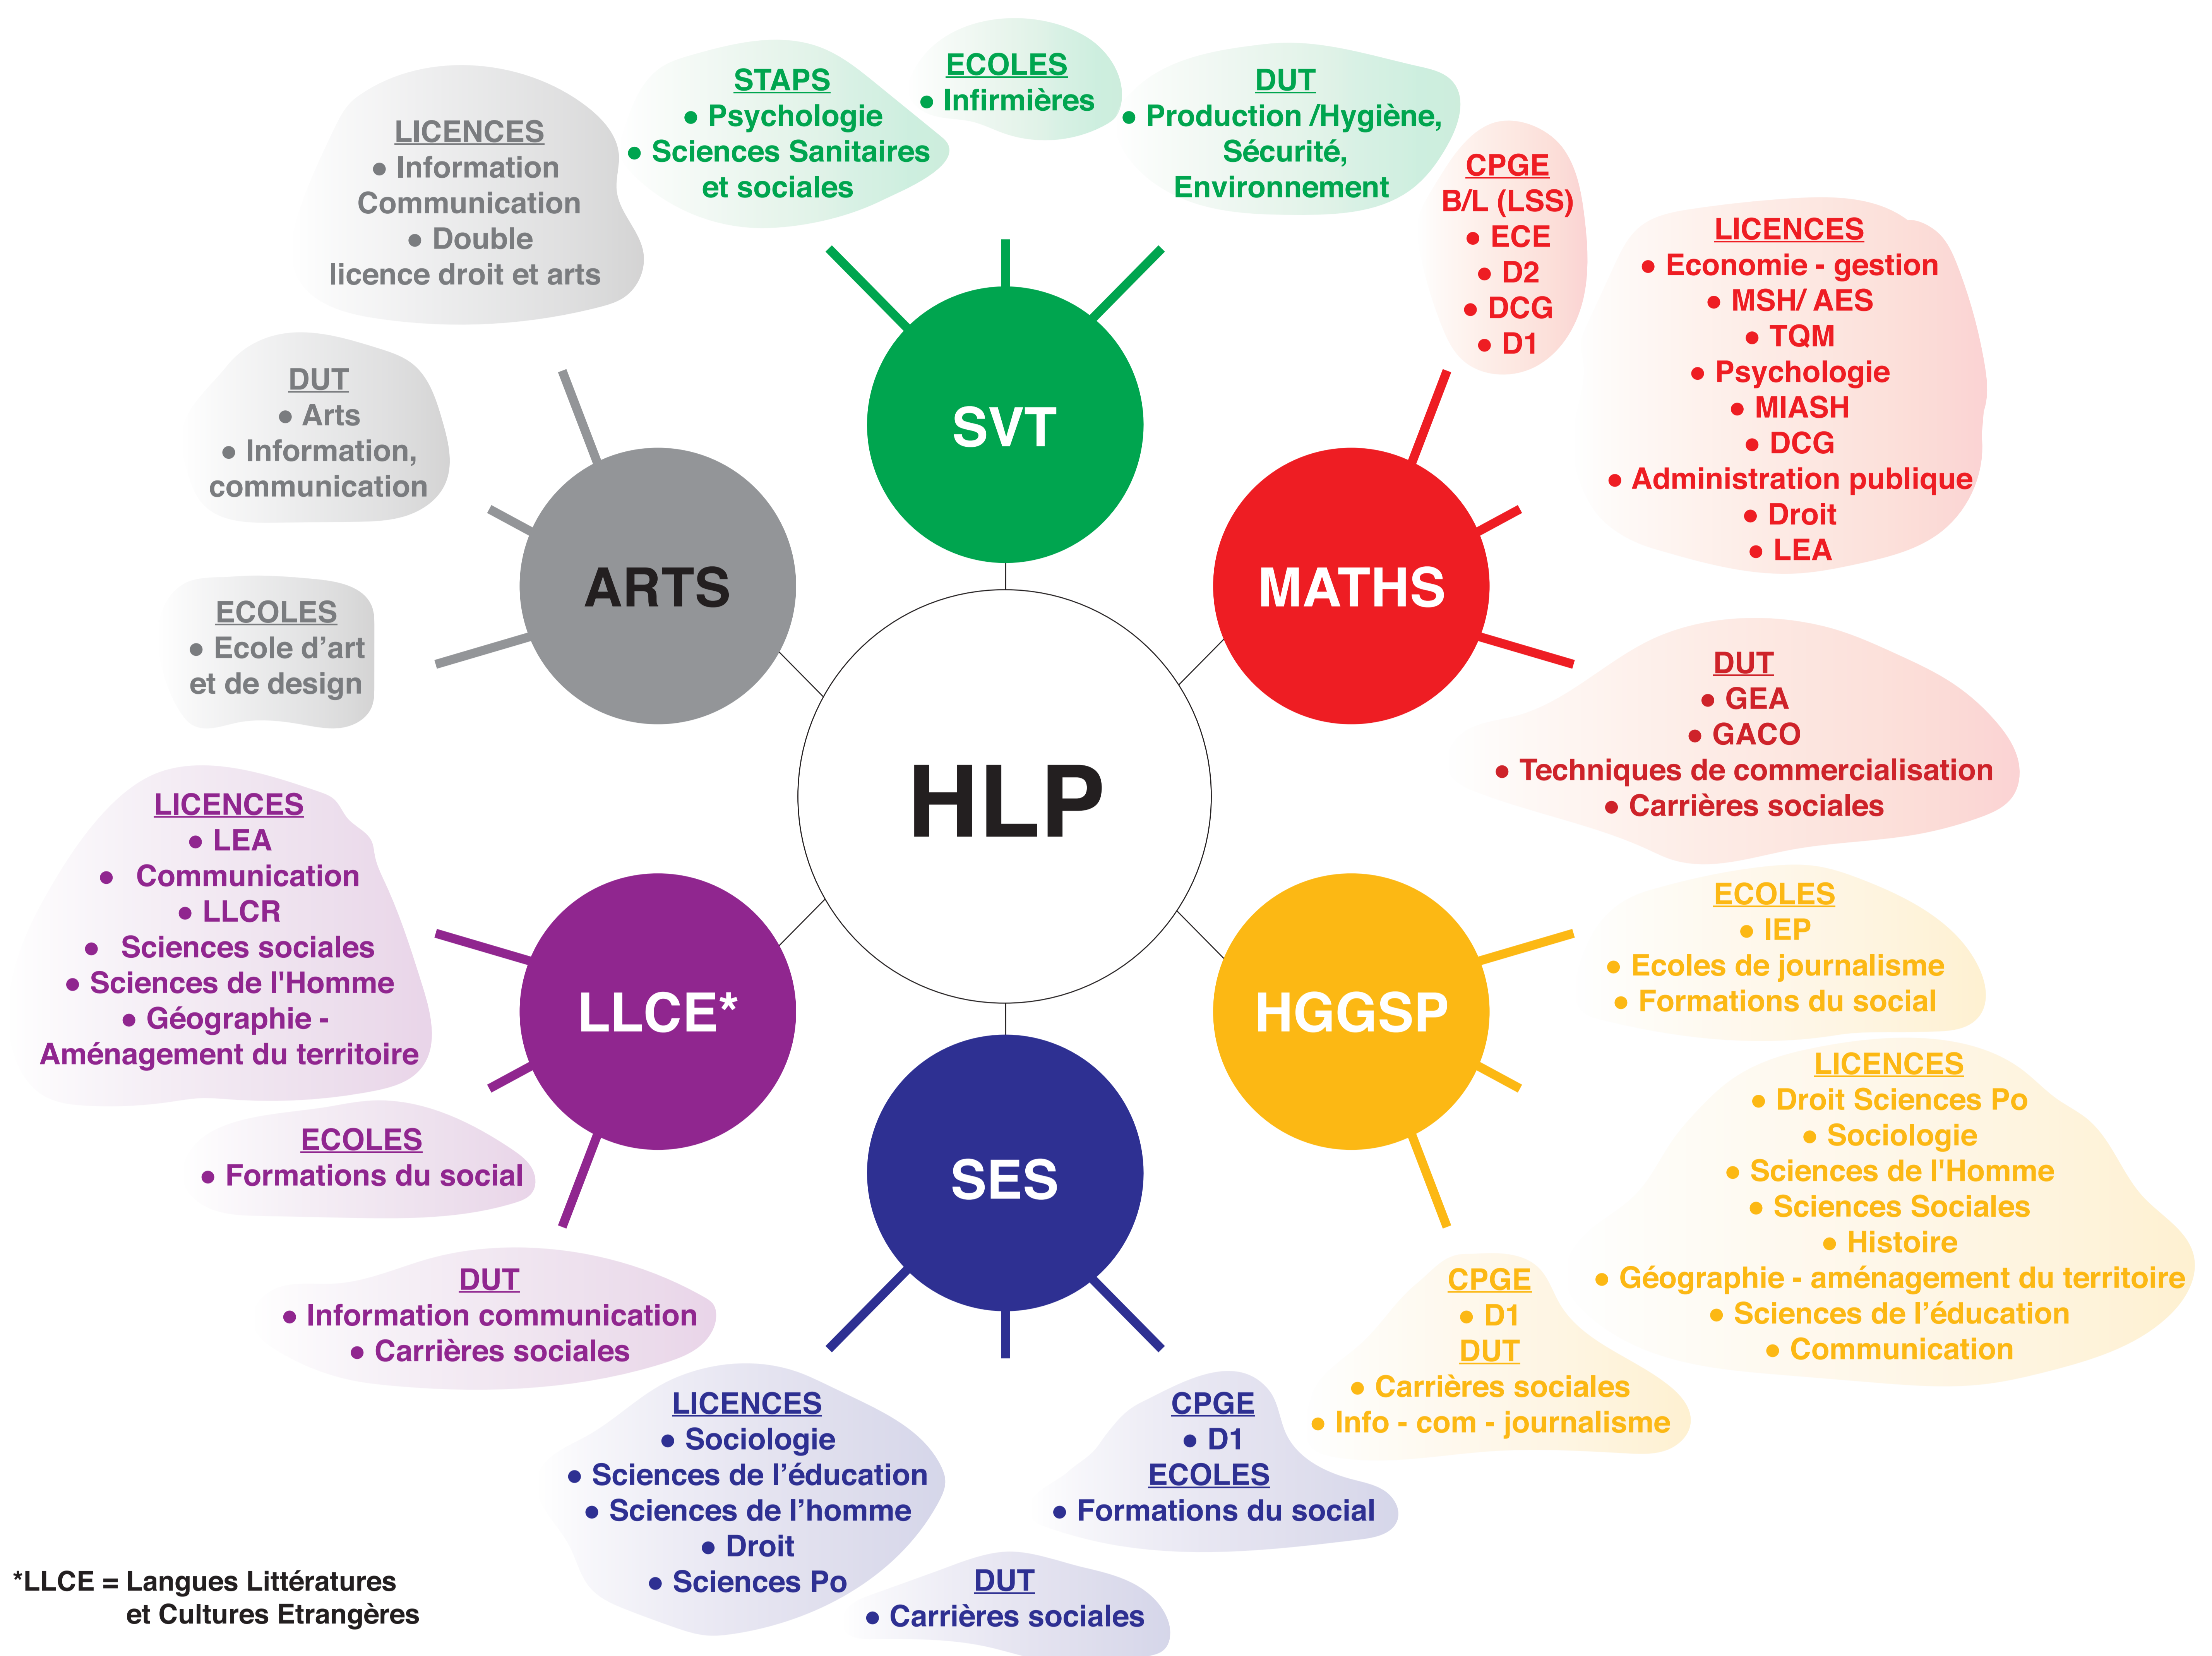 HLP
SVT
STAPS
● Psychologie
● Sciences Sanitaires
et sociales
ECOLES
● Infirmières
DUT
● Production /Hygiène,
Sécurité,
Environnement
MATHS
CPGE
B/L (LSS)
● ECE
● D2
● DCG
● D1
LICENCES
● Economie - gestion
● MSH/ AES
● TQM
● Psychologie
● MIASH
● DCG
● Administration publique
● Droit
● LEA
DUT
● GEA
● GACO
● Techniques de commercialisation
● Carrières sociales
HGGSP
ECOLES
● IEP
● Ecoles de journalisme
● Formations du social
LICENCES
● Droit Sciences Po
● Sociologie
● Sciences de l'Homme
● Sciences Sociales
● Histoire
● Géographie - aménagement du territoire
● Sciences de l’éducation
● Communication
CPGE
● D1
DUT
● Carrières sociales
● Info - com - journalisme
SES
CPGE
● D1
ECOLES
● Formations du social
DUT
● Carrières sociales
LICENCES
● Sociologie
● Sciences de l’éducation
● Sciences de l’homme
● Droit
● Sciences Po
LLCE*
DUT
● Information communication
● Carrières sociales
ECOLES
● Formations du social
LICENCES
● LEA
● Communication
● LLCR
● Sciences sociales
● Sciences de l'Homme
● Géographie -
Aménagement du territoire
ARTS
ECOLES
● Ecole d’art
et de design
DUT
● Arts
● Information,
communication
LICENCES
● Information
Communication
● Double
licence droit et arts
*LLCE = Langues Littératures
et Cultures Etrangères